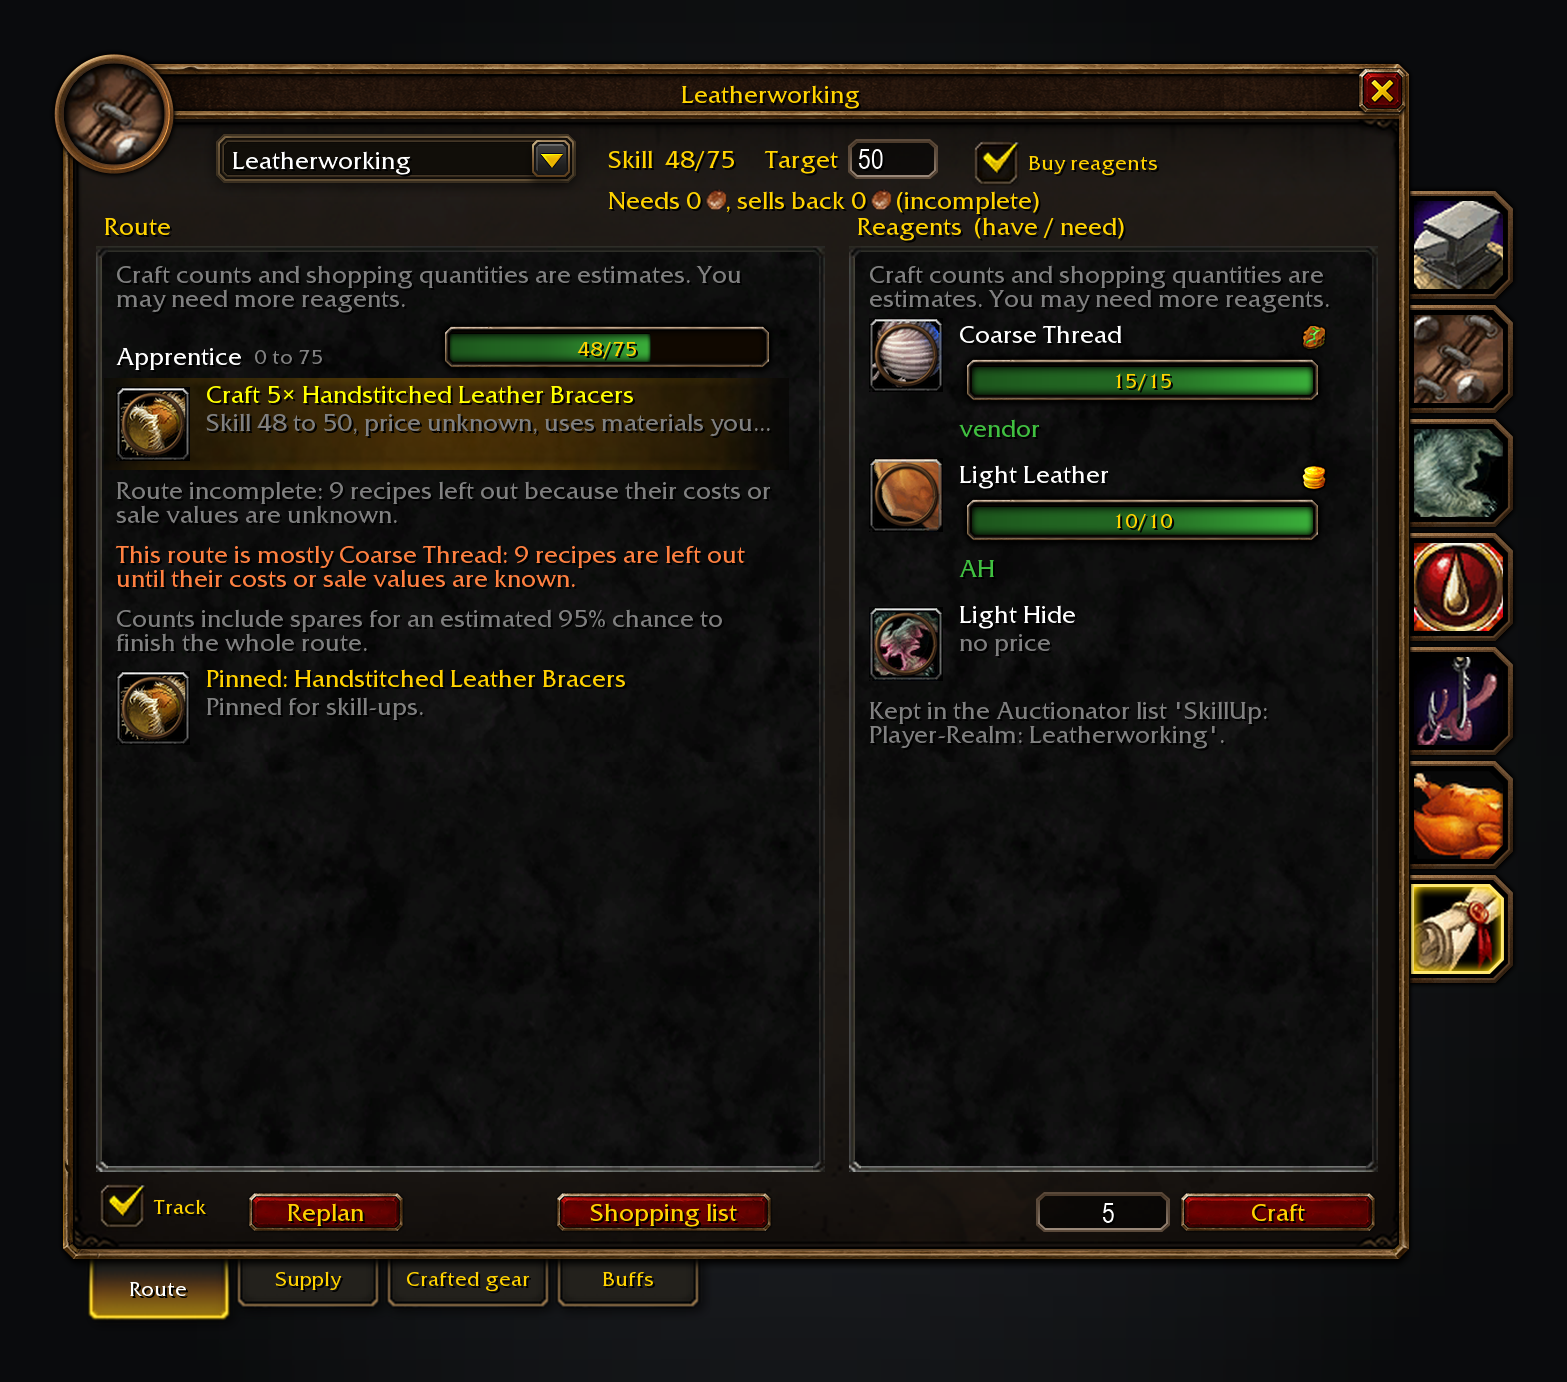 Leatherworking
Leatherworking
Skill 48/75 Target 50 Buy reagents
Needs 0 , sells back 0 (incomplete)
Route
Craft counts and shopping quantities are estimates. You
may need more reagents.
Apprentice 0 to 75 48/75
Craft 5× Handstitched Leather Bracers
Skill 48 to 50, price unknown, uses materials you...
Route incomplete: 9 recipes left out because their costs or
sale values are unknown.
This route is mostly Coarse Thread: 9 recipes are left out
until their costs or sale values are known.
Counts include spares for an estimated 95% chance to
finish the whole route.
Pinned: Handstitched Leather Bracers
Pinned for skill-ups.
Reagents (have / need)
Craft counts and shopping quantities are
estimates. You may need more reagents.
Coarse Thread
15/15
vendor
Light Leather
10/10
AH
Light Hide
no price
Kept in the Auctionator list 'SkillUp:
Player-Realm: Leatherworking'.
Track Replan Shopping list 5 Craft
Route Supply Crafted gear Buffs